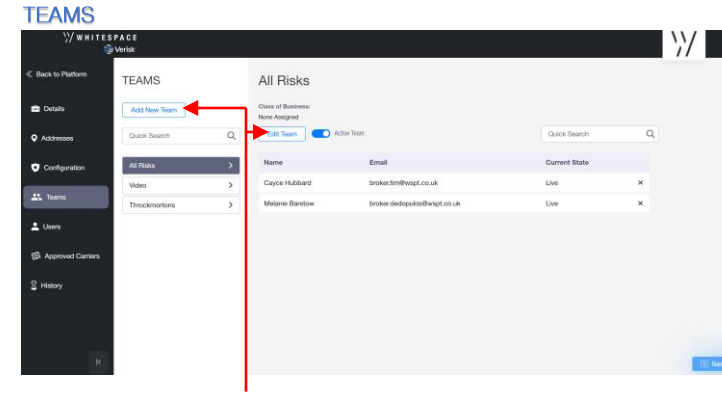 TEAMS
WHITESPACE
Verisk
Back to Platform
Details
Addresses
Configuration
Teams
Users
Approved Carriers
History
TEAMS
Add New Team
Quick Search
All Risks
Video
Throckmortons
All Risks
Class of Business:
None Assigned
Edit Team Active Team Quick Search
Name Email Current State
Cayce Hubbard broker.tim@wspt.co.uk Live
Melanie Barstow broker.dedopulos@wspt.co.uk Live